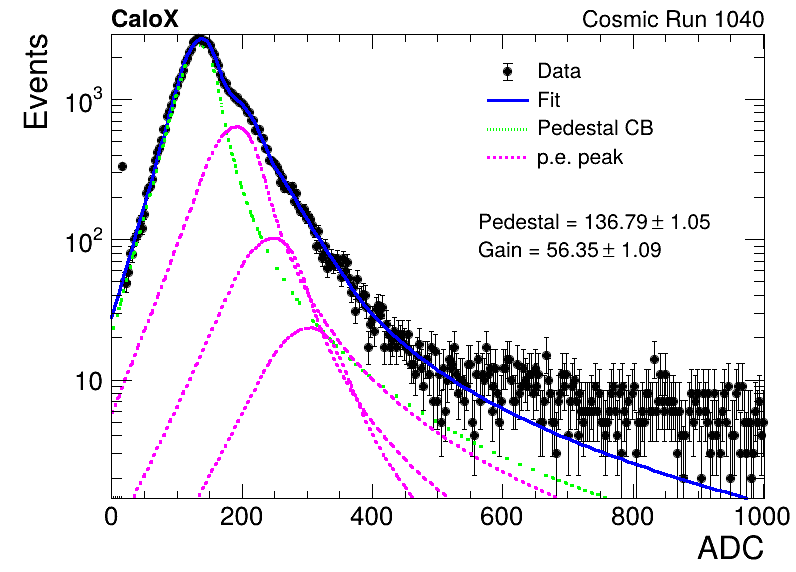 CaloX Cosmic Run 1040
Events
10³
10²
10
Data
Fit
Pedestal CB
p.e. peak
Pedestal = 136.79 ± 1.05
Gain = 56.35 ± 1.09
0 200 400 600 800 1000
ADC